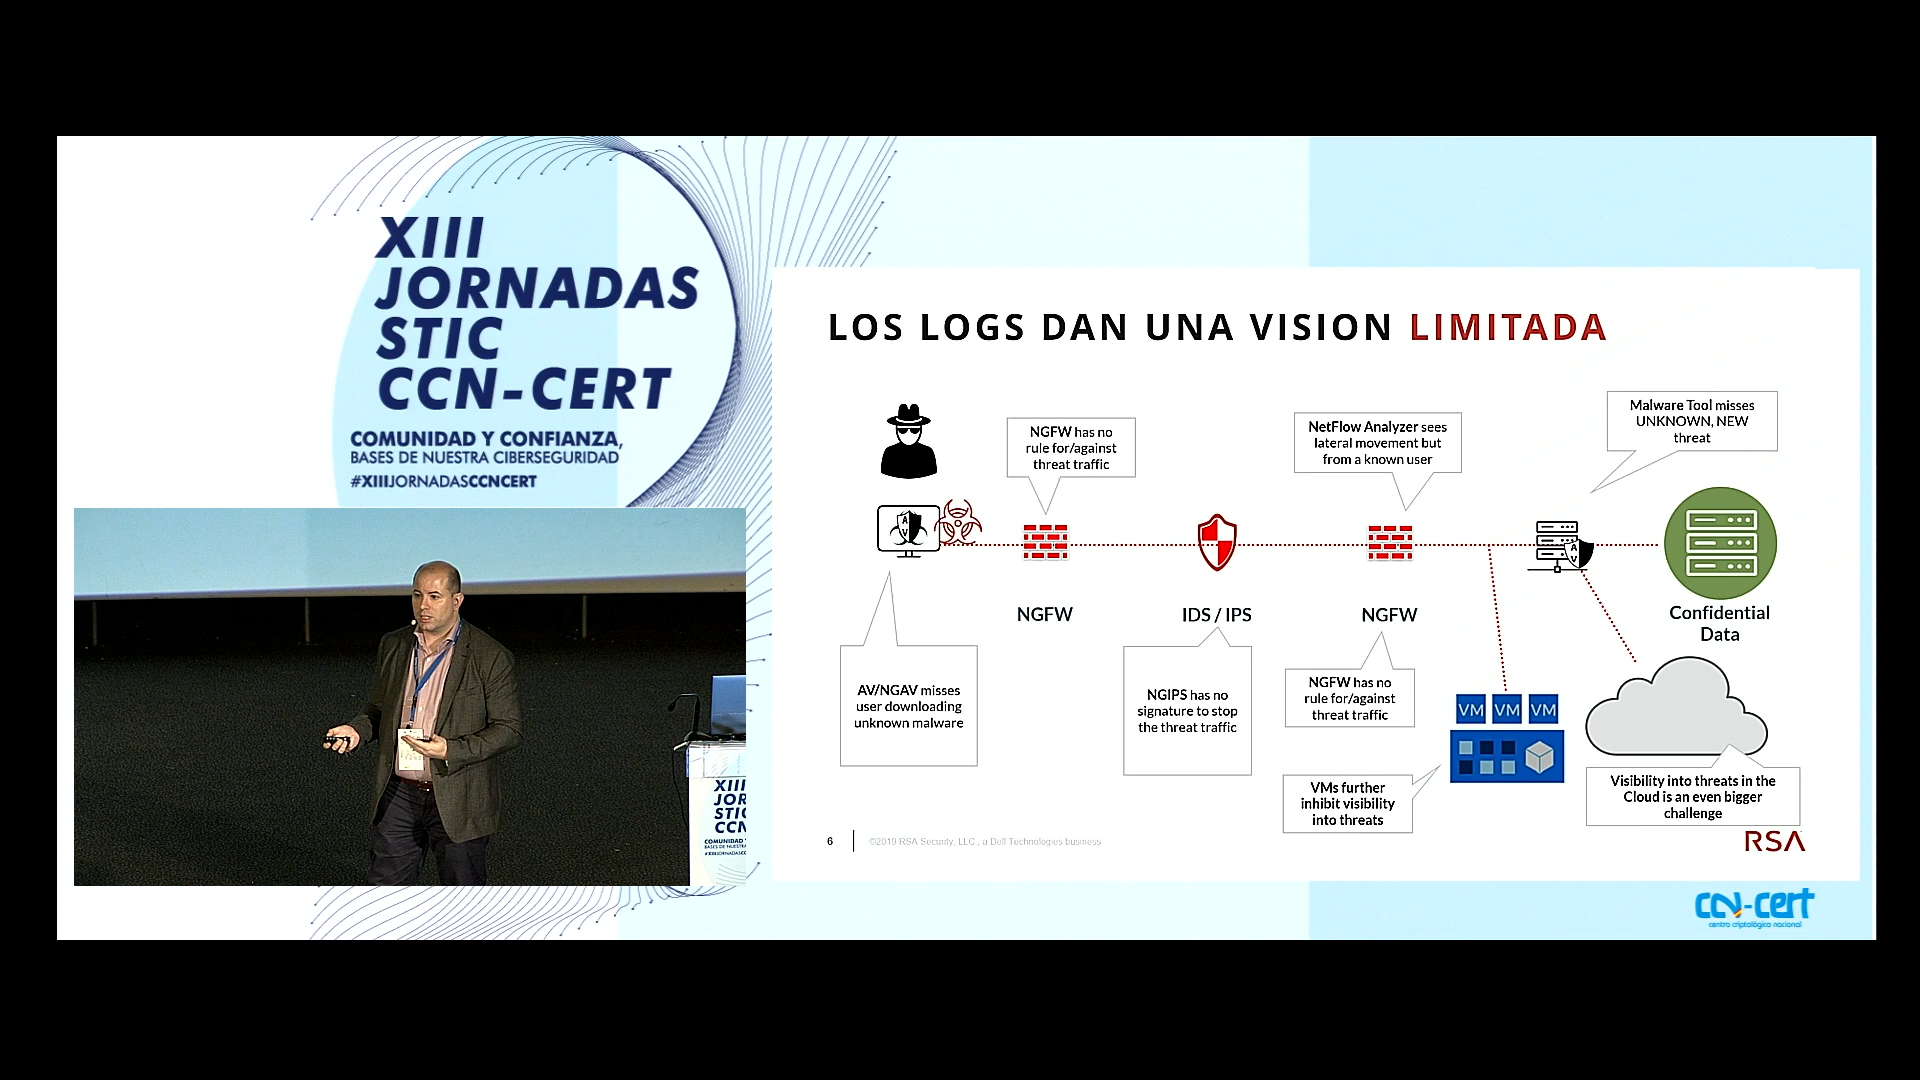 XIII
JORNADAS
STIC
CCN-CERT
COMUNIDAD Y CONFIANZA,
BASES DE NUESTRA CIBERSEGURIDAD
#XIIIJORNADASCCNCERT
LOS LOGS DAN UNA VISION LIMITADA
NGFW has no
rule for/against
threat traffic
NetFlow Analyzer sees
lateral movement but
from a known user
Malware Tool misses
UNKNOWN, NEW
threat
A
V
A
V
NGFW
IDS / IPS
NGFW
Confidential
Data
AV/NGAV misses
user downloading
unknown malware
NGIPS has no
signature to stop
the threat traffic
NGFW has no
rule for/against
threat traffic
VM VM VM
VMs further
inhibit visibility
into threats
Visibility into threats in the
Cloud is an even bigger
challenge
6
©2019 RSA Security, LLC., a Dell Technologies business
RSA
XIII
JOR
STIC
CCN
COMUNIDAD
ccn-cert
centro criptológico nacional